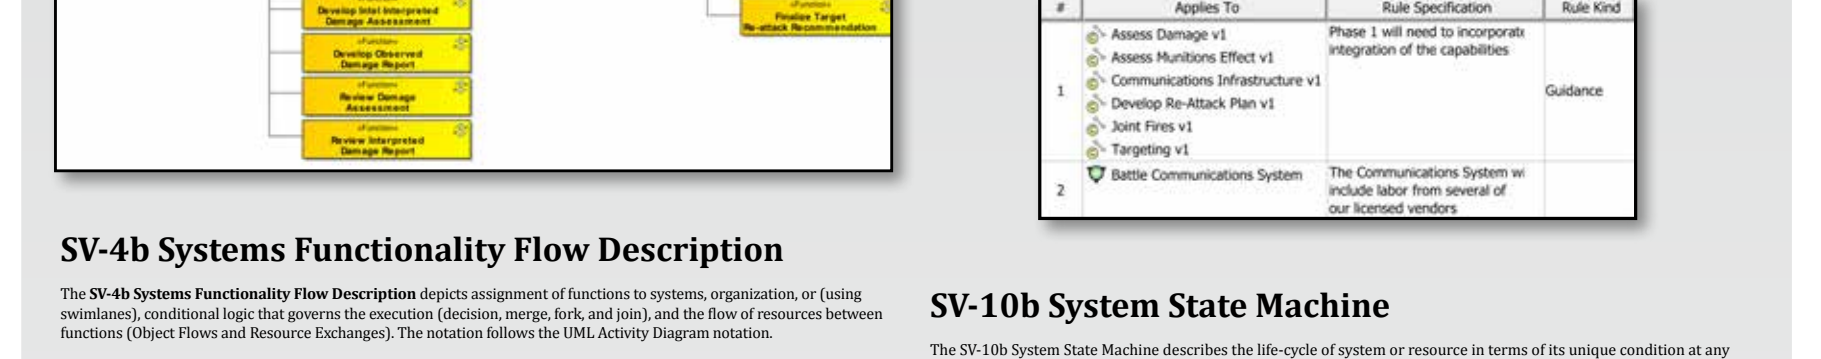 Develop Intel Interpreted
Damage Assessment
«Function»
Develop Observed
Damage Report
«Function»
Review Damage
Assessment
«Function»
Review Interpreted
Damage Report
«Function»
Finalize Target
Re-attack Recommendation
SV-4b Systems Functionality Flow Description
The SV-4b Systems Functionality Flow Description depicts assignment of functions to systems, organization, or (using
swimlanes), conditional logic that governs the execution (decision, merge, fork, and join), and the flow of resources between
functions (Object Flows and Resource Exchanges). The notation follows the UML Activity Diagram notation.
# Applies To Rule Specification Rule Kind
1
Assess Damage v1
Assess Munitions Effect v1
Communications Infrastructure v1
Develop Re-Attack Plan v1
Joint Fires v1
Targeting v1
Phase 1 will need to incorporate
integration of the capabilities
Guidance
2
Battle Communications System
The Communications System wi
include labor from several of
our licensed vendors
SV-10b System State Machine
The SV-10b System State Machine describes the life-cycle of system or resource in terms of its unique condition at any